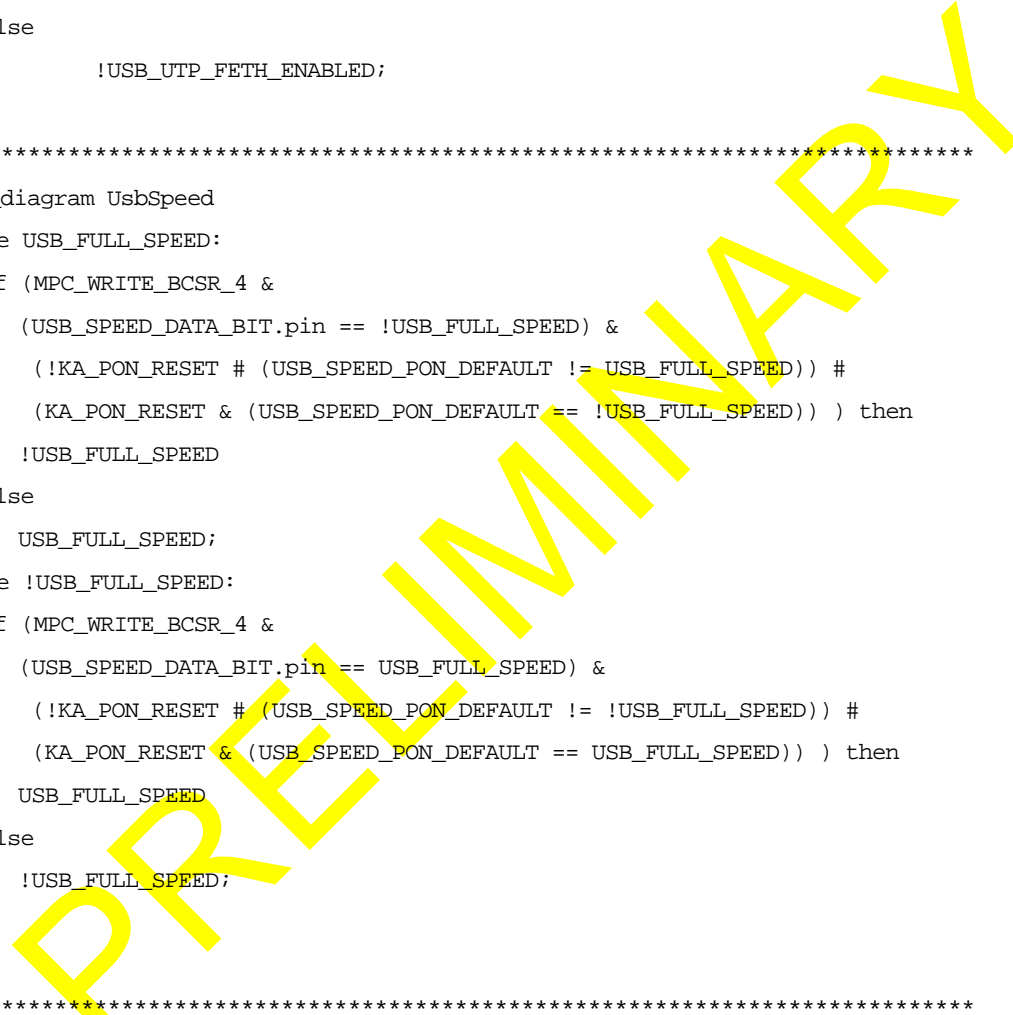 lse
!USB_UTP_FETH_ENABLED;
*************************************************************************
_diagram UsbSpeed
e USB_FULL_SPEED:
f (MPC_WRITE_BCSR_4 &
(USB_SPEED_DATA_BIT.pin == !USB_FULL_SPEED) &
(!KA_PON_RESET # (USB_SPEED_PON_DEFAULT != USB_FULL_SPEED)) #
(KA_PON_RESET & (USB_SPEED_PON_DEFAULT == !USB_FULL_SPEED)) ) then
!USB_FULL_SPEED
lse
USB_FULL_SPEED;
e !USB_FULL_SPEED:
f (MPC_WRITE_BCSR_4 &
(USB_SPEED_DATA_BIT.pin == USB_FULL_SPEED) &
(!KA_PON_RESET # (USB_SPEED_PON_DEFAULT != !USB_FULL_SPEED)) #
(KA_PON_RESET & (USB_SPEED_PON_DEFAULT == USB_FULL_SPEED)) ) then
USB_FULL_SPEED
lse
!USB_FULL_SPEED;
*************************************************************************
PRELIMINARY